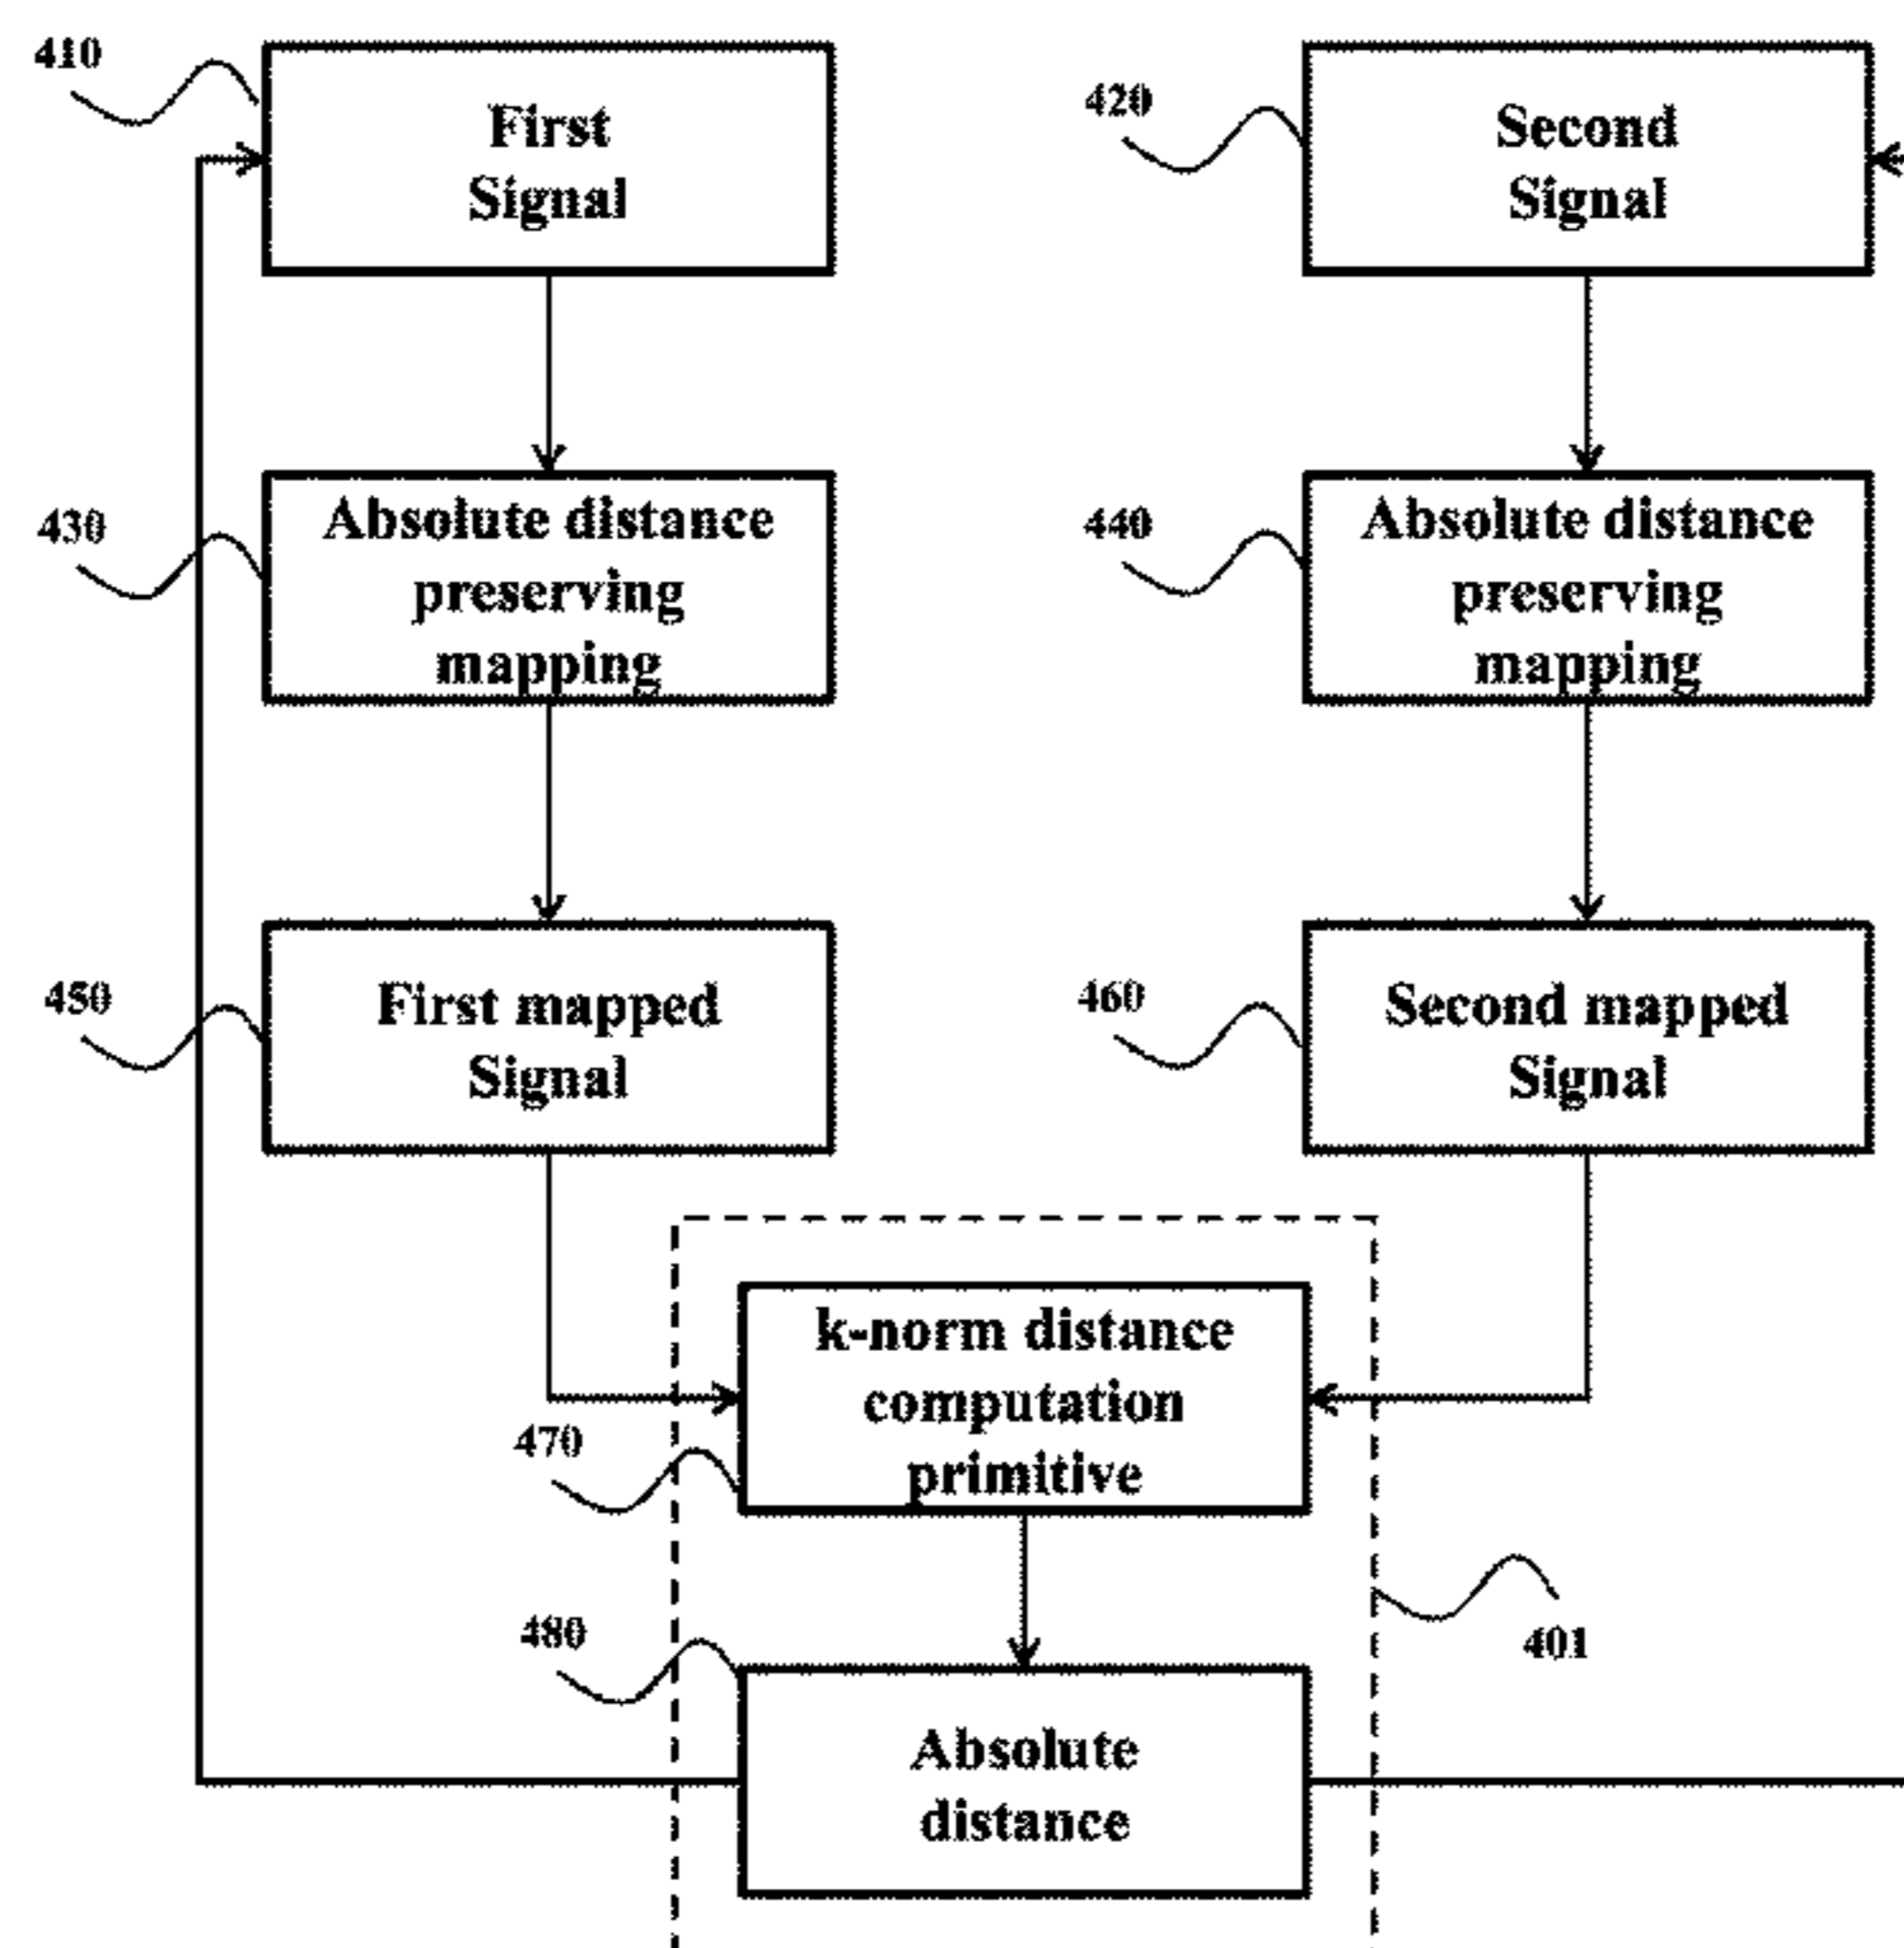 410
First
Signal
420
Second
Signal
430
Absolute distance
preserving
mapping
440
Absolute distance
preserving
mapping
450
First mapped
Signal
460
Second mapped
Signal
k-norm distance
computation
primitive
470
480
Absolute
distance
401